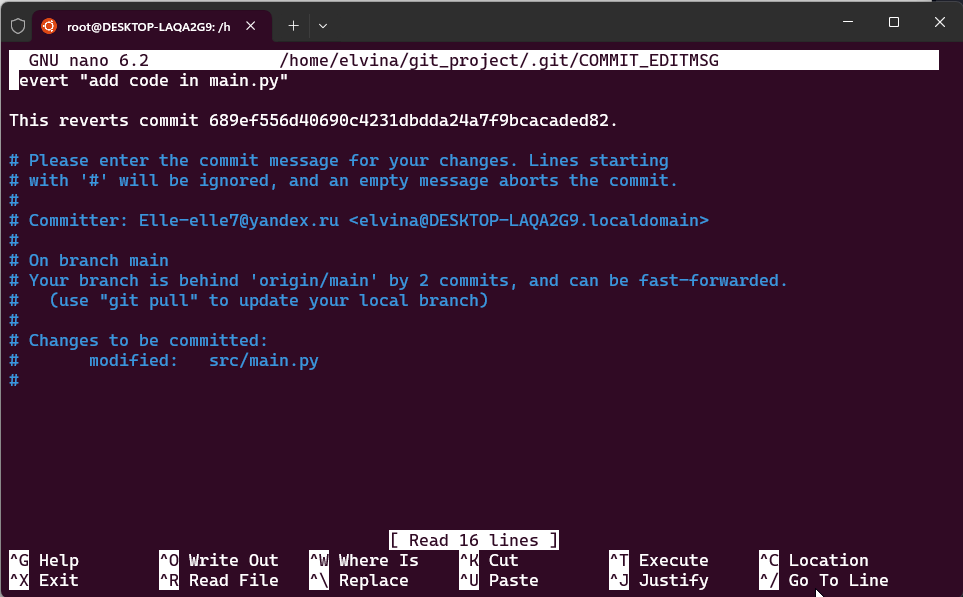 root@DESKTOP-LAQA2G9: /h
GNU nano 6.2 /home/elvina/git_project/.git/COMMIT_EDITMSG
evert "add code in main.py"
This reverts commit 689ef556d40690c4231dbdda24a7f9bcacaded82.
# Please enter the commit message for your changes. Lines starting
# with '#' will be ignored, and an empty message aborts the commit.
#
# Committer: Elle-elle7@yandex.ru <elvina@DESKTOP-LAQA2G9.localdomain>
#
# On branch main
# Your branch is behind 'origin/main' by 2 commits, and can be fast-forwarded.
#   (use "git pull" to update your local branch)
#
# Changes to be committed:
#       modified:   src/main.py
#
[ Read 16 lines ]
^G Help ^O Write Out ^W Where Is ^K Cut ^T Execute ^C Location
^X Exit ^R Read File ^\ Replace ^U Paste ^J Justify ^/ Go To Line